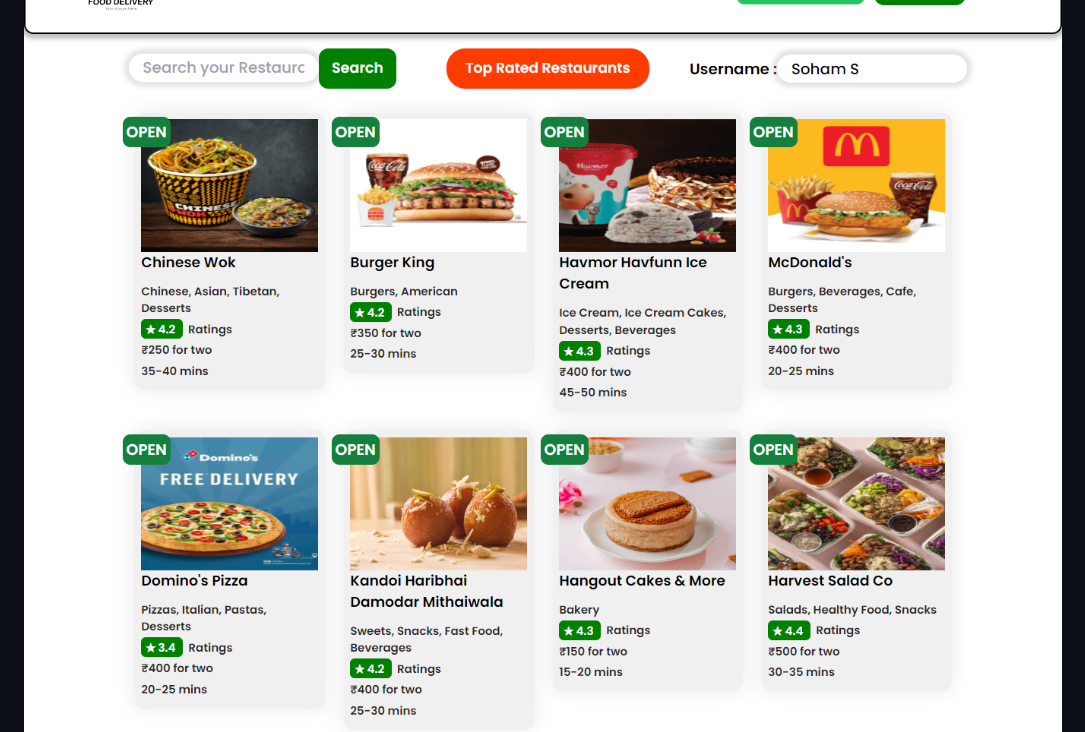 FOOD DELIVERY
Search your Restaurc
Search
Top Rated Restaurants
Username :
Soham S
OPEN
OPEN
OPEN
OPEN
Coca-Cola
Havmor
Coca-Cola
Chinese Wok
Burger King
Havmor Havfunn Ice
Cream
McDonald's
Chinese, Asian, Tibetan,
Desserts
★ 4.2 Ratings
₹250 for two
35-40 mins
Burgers, American
★ 4.2 Ratings
₹350 for two
25-30 mins
Ice Cream, Ice Cream Cakes,
Desserts, Beverages
★ 4.3 Ratings
₹400 for two
45-50 mins
Burgers, Beverages, Cafe,
Desserts
★ 4.3 Ratings
₹400 for two
20-25 mins
OPEN
OPEN
OPEN
OPEN
Domino's
FREE DELIVERY
Domino's Pizza
Pizzas, Italian, Pastas,
Desserts
★ 3.4 Ratings
₹400 for two
20-25 mins
Kandoi Haribhai
Damodar Mithaiwala
Sweets, Snacks, Fast Food,
Beverages
★ 4.2 Ratings
₹400 for two
25-30 mins
Hangout Cakes & More
Bakery
★ 4.3 Ratings
₹150 for two
15-20 mins
Harvest Salad Co
Salads, Healthy Food, Snacks
★ 4.4 Ratings
₹500 for two
30-35 mins